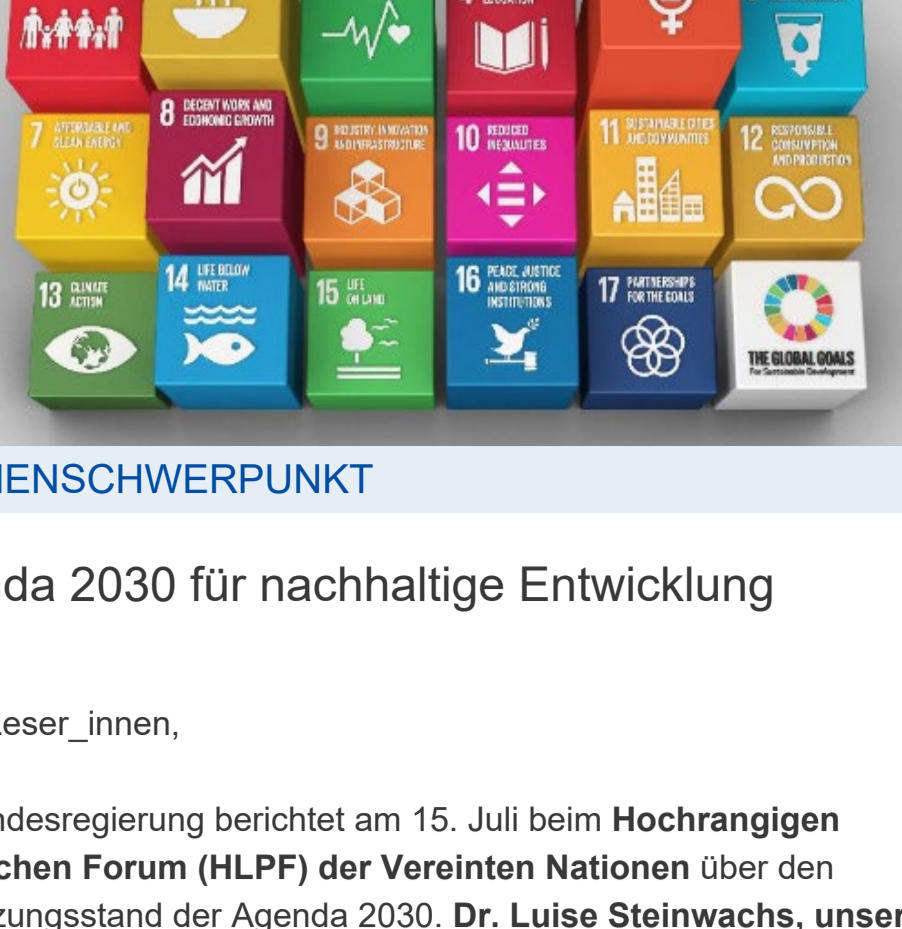 EDUCATION
7 AFFORDABLE AND
CLEAN ENERGY
8 DECENT WORK AND
ECONOMIC GROWTH
9 INDUSTRY, INNOVATION
AND INFRASTRUCTURE
10 REDUCED
INEQUALITIES
11 SUSTAINABLE CITIES
AND COMMUNITIES
12 RESPONSIBLE
CONSUMPTION
AND PRODUCTION
13 CLIMATE
ACTION
14 LIFE BELOW
WATER
15 LIFE
ON LAND
16 PEACE, JUSTICE
AND STRONG
INSTITUTIONS
17 PARTNERSHIPS
FOR THE GOALS
THE GLOBAL GOALS
For Sustainable Development
IENSCHWERPUNKT
da 2030 für nachhaltige Entwicklung
eser_innen,
ndesregierung berichtet am 15. Juli beim Hochrangigen
chen Forum (HLPF) der Vereinten Nationen über den
zungsstand der Agenda 2030. Dr. Luise Steinwachs, unser